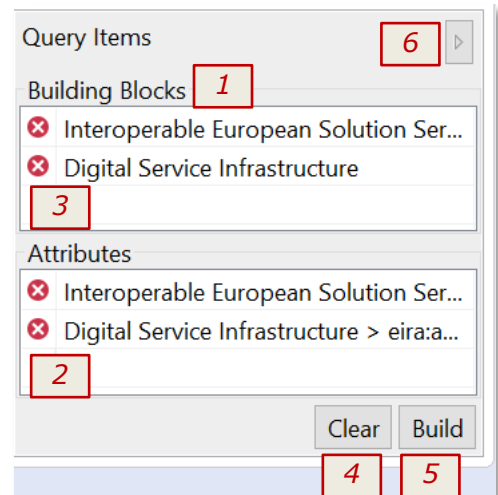 Query Items
6
Building Blocks
1
Interoperable European Solution Ser...
Digital Service Infrastructure
3
Attributes
Interoperable European Solution Ser...
Digital Service Infrastructure > eira:a...
2
Clear
Build
4
5